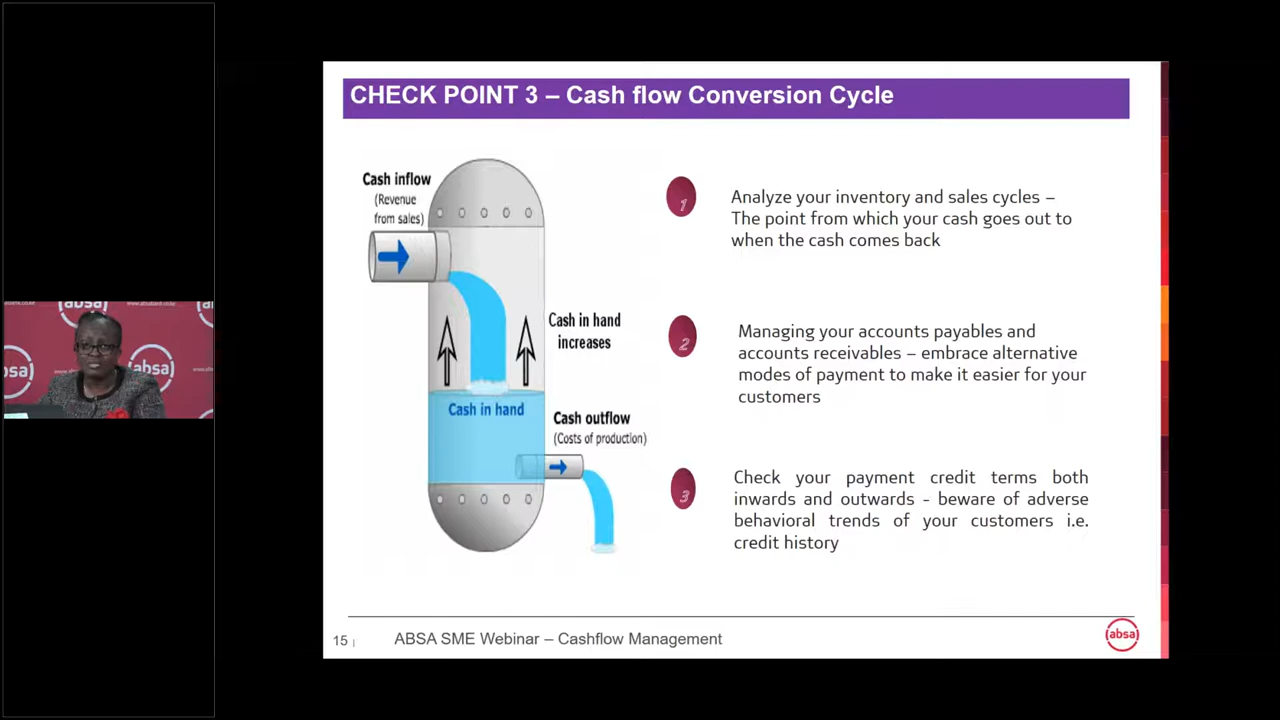 CHECK POINT 3 – Cash flow Conversion Cycle
Cash inflow
(Revenue
from sales)
Cash in hand
increases
Cash in hand
Cash outflow
(Costs of production)
1
Analyze your inventory and sales cycles –
The point from which your cash goes out to
when the cash comes back
2
Managing your accounts payables and
accounts receivables – embrace alternative
modes of payment to make it easier for your
customers
3
Check your payment credit terms both
inwards and outwards - beware of adverse
behavioral trends of your customers i.e.
credit history
15 |
ABSA SME Webinar – Cashflow Management
(absa)
absa
absa